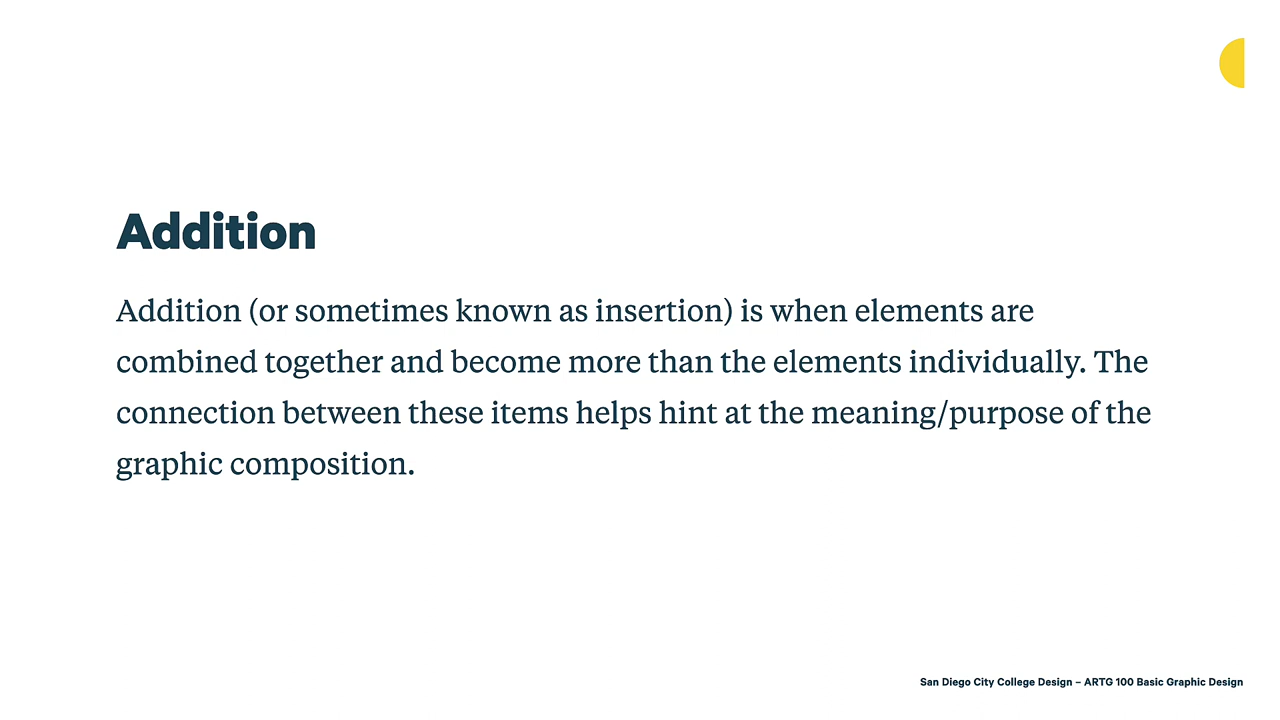 Addition
Addition (or sometimes known as insertion) is when elements are
combined together and become more than the elements individually. The
connection between these items helps hint at the meaning/purpose of the
graphic composition.
San Diego City College Design – ARTG 100 Basic Graphic Design